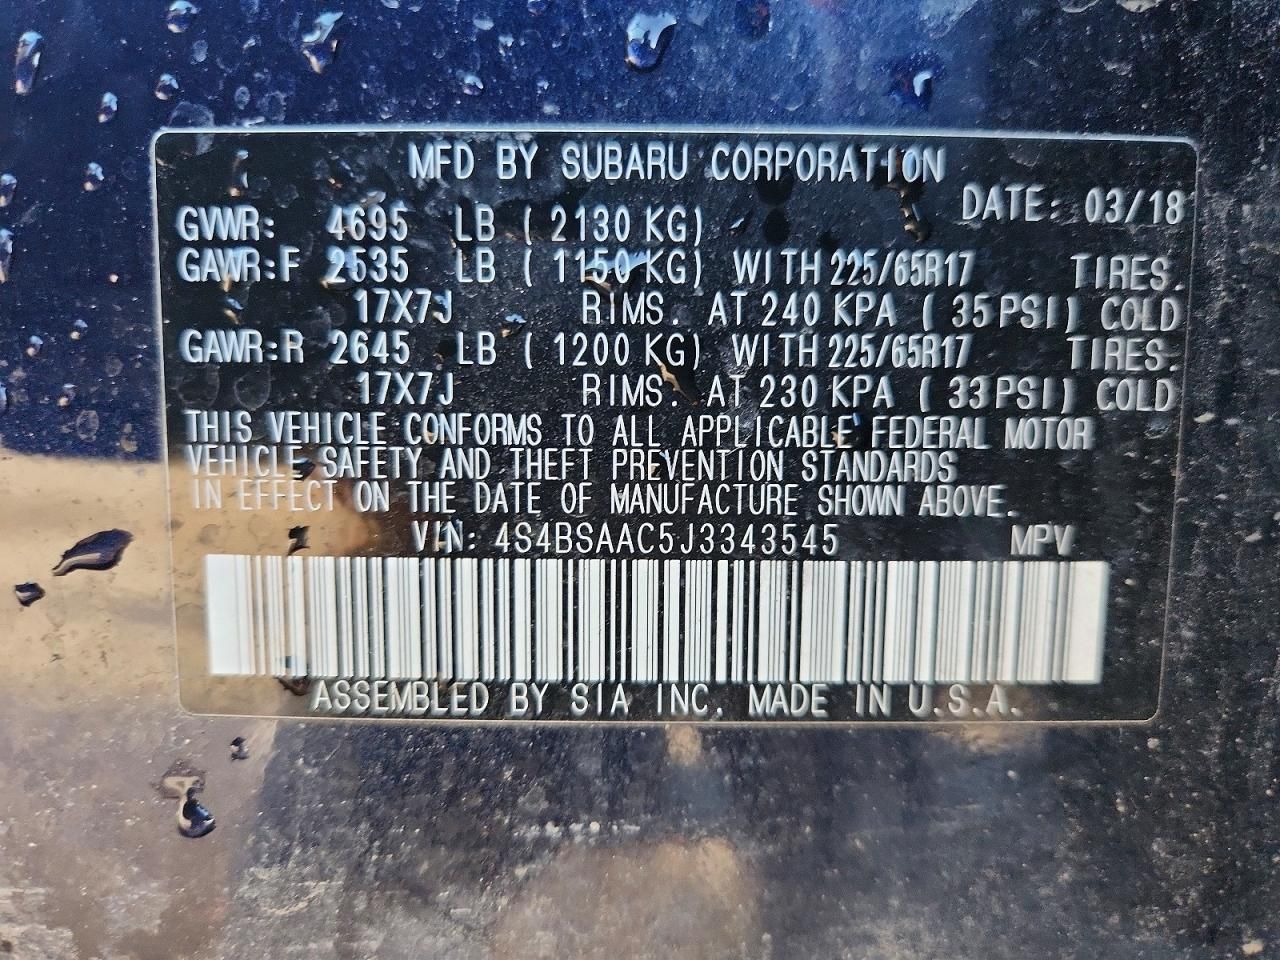 MFD BY SUBARU CORPORATION
DATE: 03/18
GVWR: 4695 LB ( 2130 KG)
GAWR:F 2535 LB ( 1150 KG) WITH 225/65R17 TIRES.
17X7J RIMS. AT 240 KPA ( 35 PSI) COLD
GAWR:R 2645 LB ( 1200 KG) WITH 225/65R17 TIRES.
17X7J RIMS. AT 230 KPA ( 33 PSI) COLD
THIS VEHICLE CONFORMS TO ALL APPLICABLE FEDERAL MOTOR
VEHICLE SAFETY AND THEFT PREVENTION STANDARDS
IN EFFECT ON THE DATE OF MANUFACTURE SHOWN ABOVE.
VIN: 4S4BSAAC5J3343545 MPV
ASSEMBLED BY SIA INC. MADE IN U.S.A.